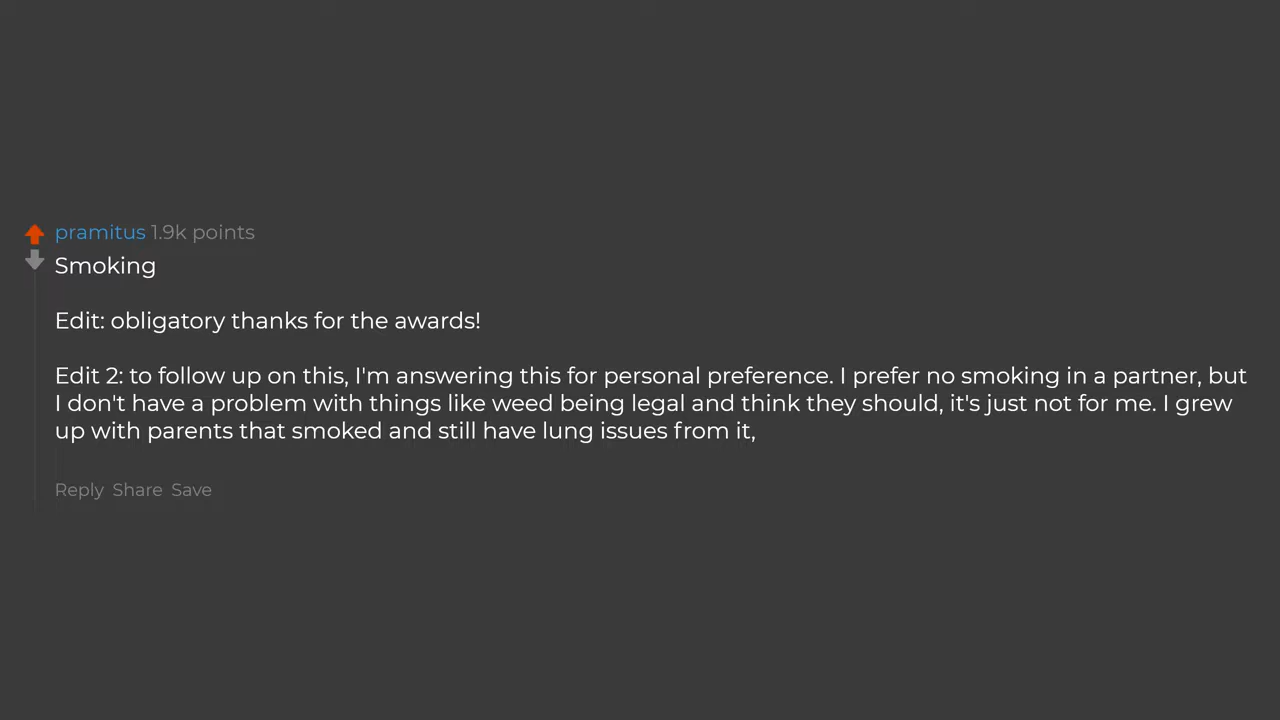 pramitus 1.9k points
Smoking
Edit: obligatory thanks for the awards!
Edit 2: to follow up on this, I'm answering this for personal preference. I prefer no smoking in a partner, but
I don't have a problem with things like weed being legal and think they should, it's just not for me. I grew
up with parents that smoked and still have lung issues from it,
Reply Share Save